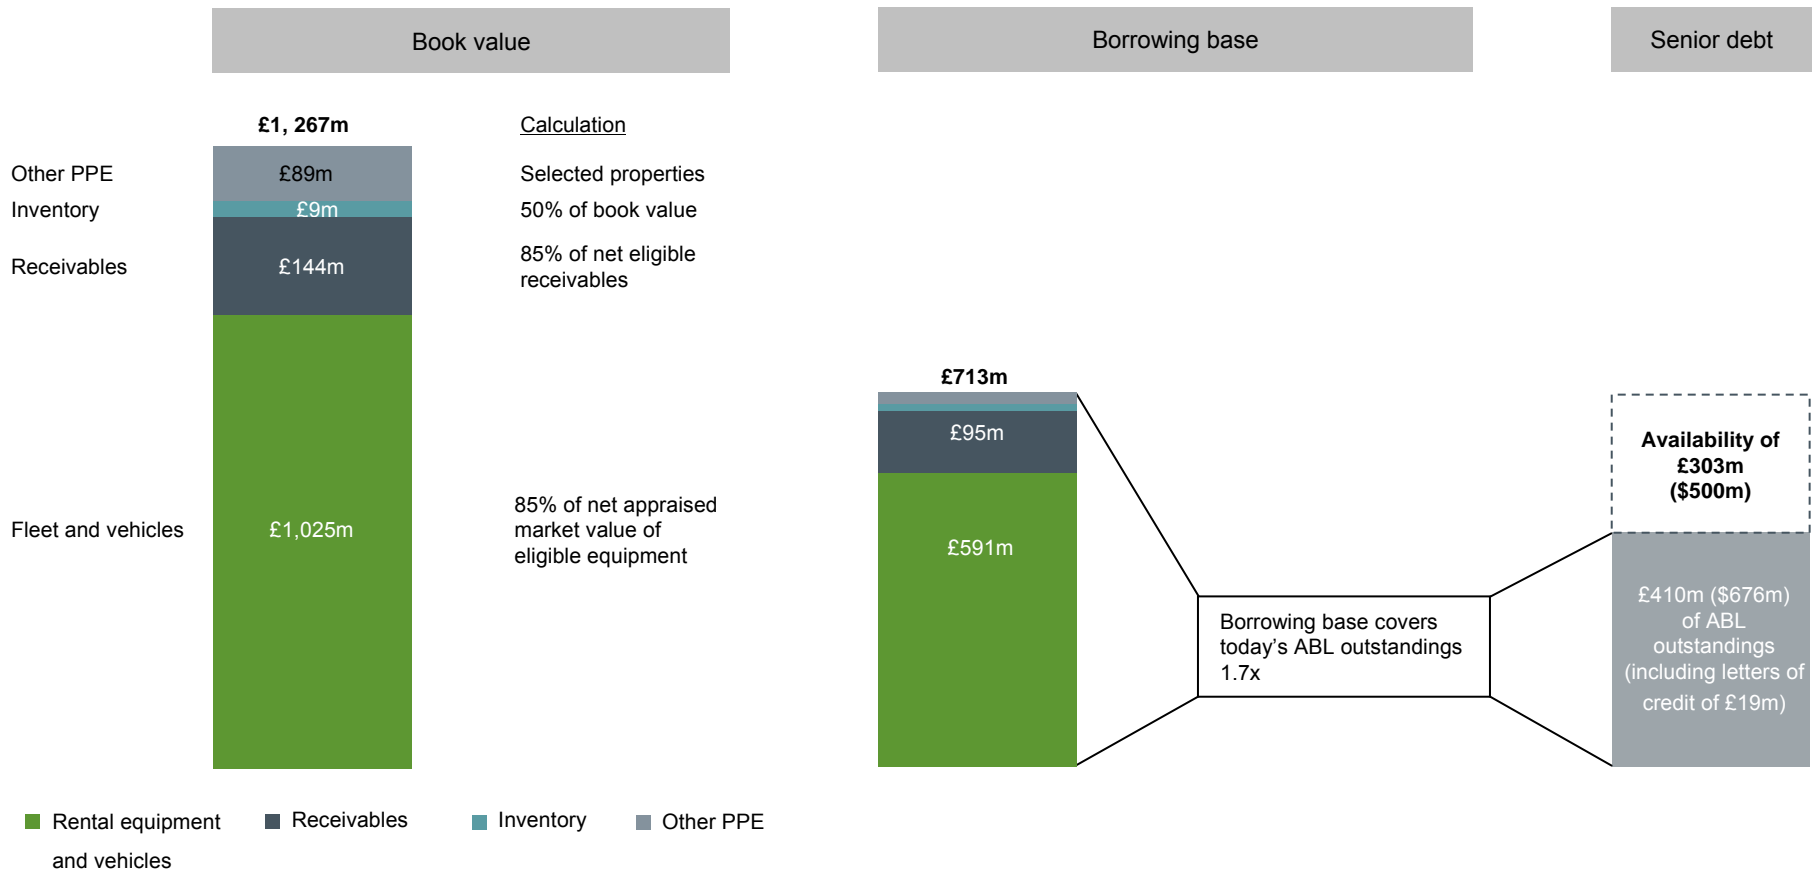 Book value
Borrowing base
Senior debt
£1, 267m
Calculation
Other PPE
£89m
Selected properties
Inventory
£9m
50% of book value
Receivables
£144m
85% of net eligible
receivables
Fleet and vehicles
£1,025m
85% of net appraised
market value of
eligible equipment
£713m
£95m
£591m
Borrowing base covers
today’s ABL outstandings
1.7x
Availability of
£303m
($500m)
£410m ($676m)
of ABL
outstandings
(including letters of
credit of £19m)
Rental equipment
and vehicles
Receivables
Inventory
Other PPE